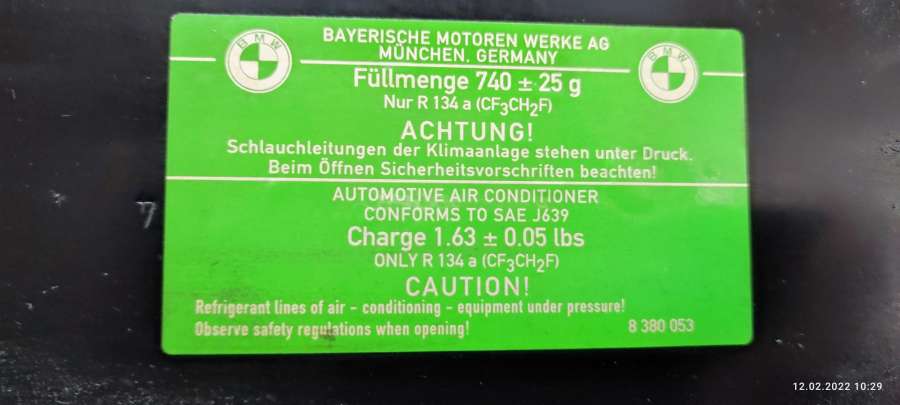 BMW
BMW
BAYERISCHE MOTOREN WERKE AG
MÜNCHEN, GERMANY
Füllmenge 740 ± 25 g
Nur R 134 a (CF₃CH₂F)
ACHTUNG!
Schlauchleitungen der Klimaanlage stehen unter Druck.
Beim Öffnen Sicherheitsvorschriften beachten!
AUTOMOTIVE AIR CONDITIONER
CONFORMS TO SAE J639
Charge 1.63 ± 0.05 lbs
ONLY R 134 a (CF₃CH₂F)
CAUTION!
Refrigerant lines of air - conditioning - equipment under pressure!
Observe safety regulations when opening!
8 380 053
12.02.2022 10:29